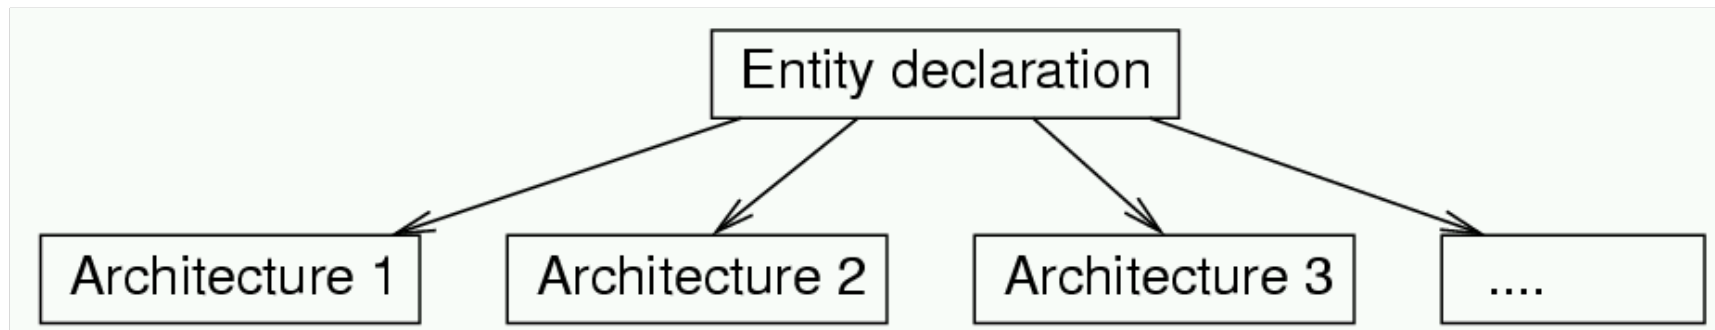 Entity declaration
Architecture 1
Architecture 2
Architecture 3
....